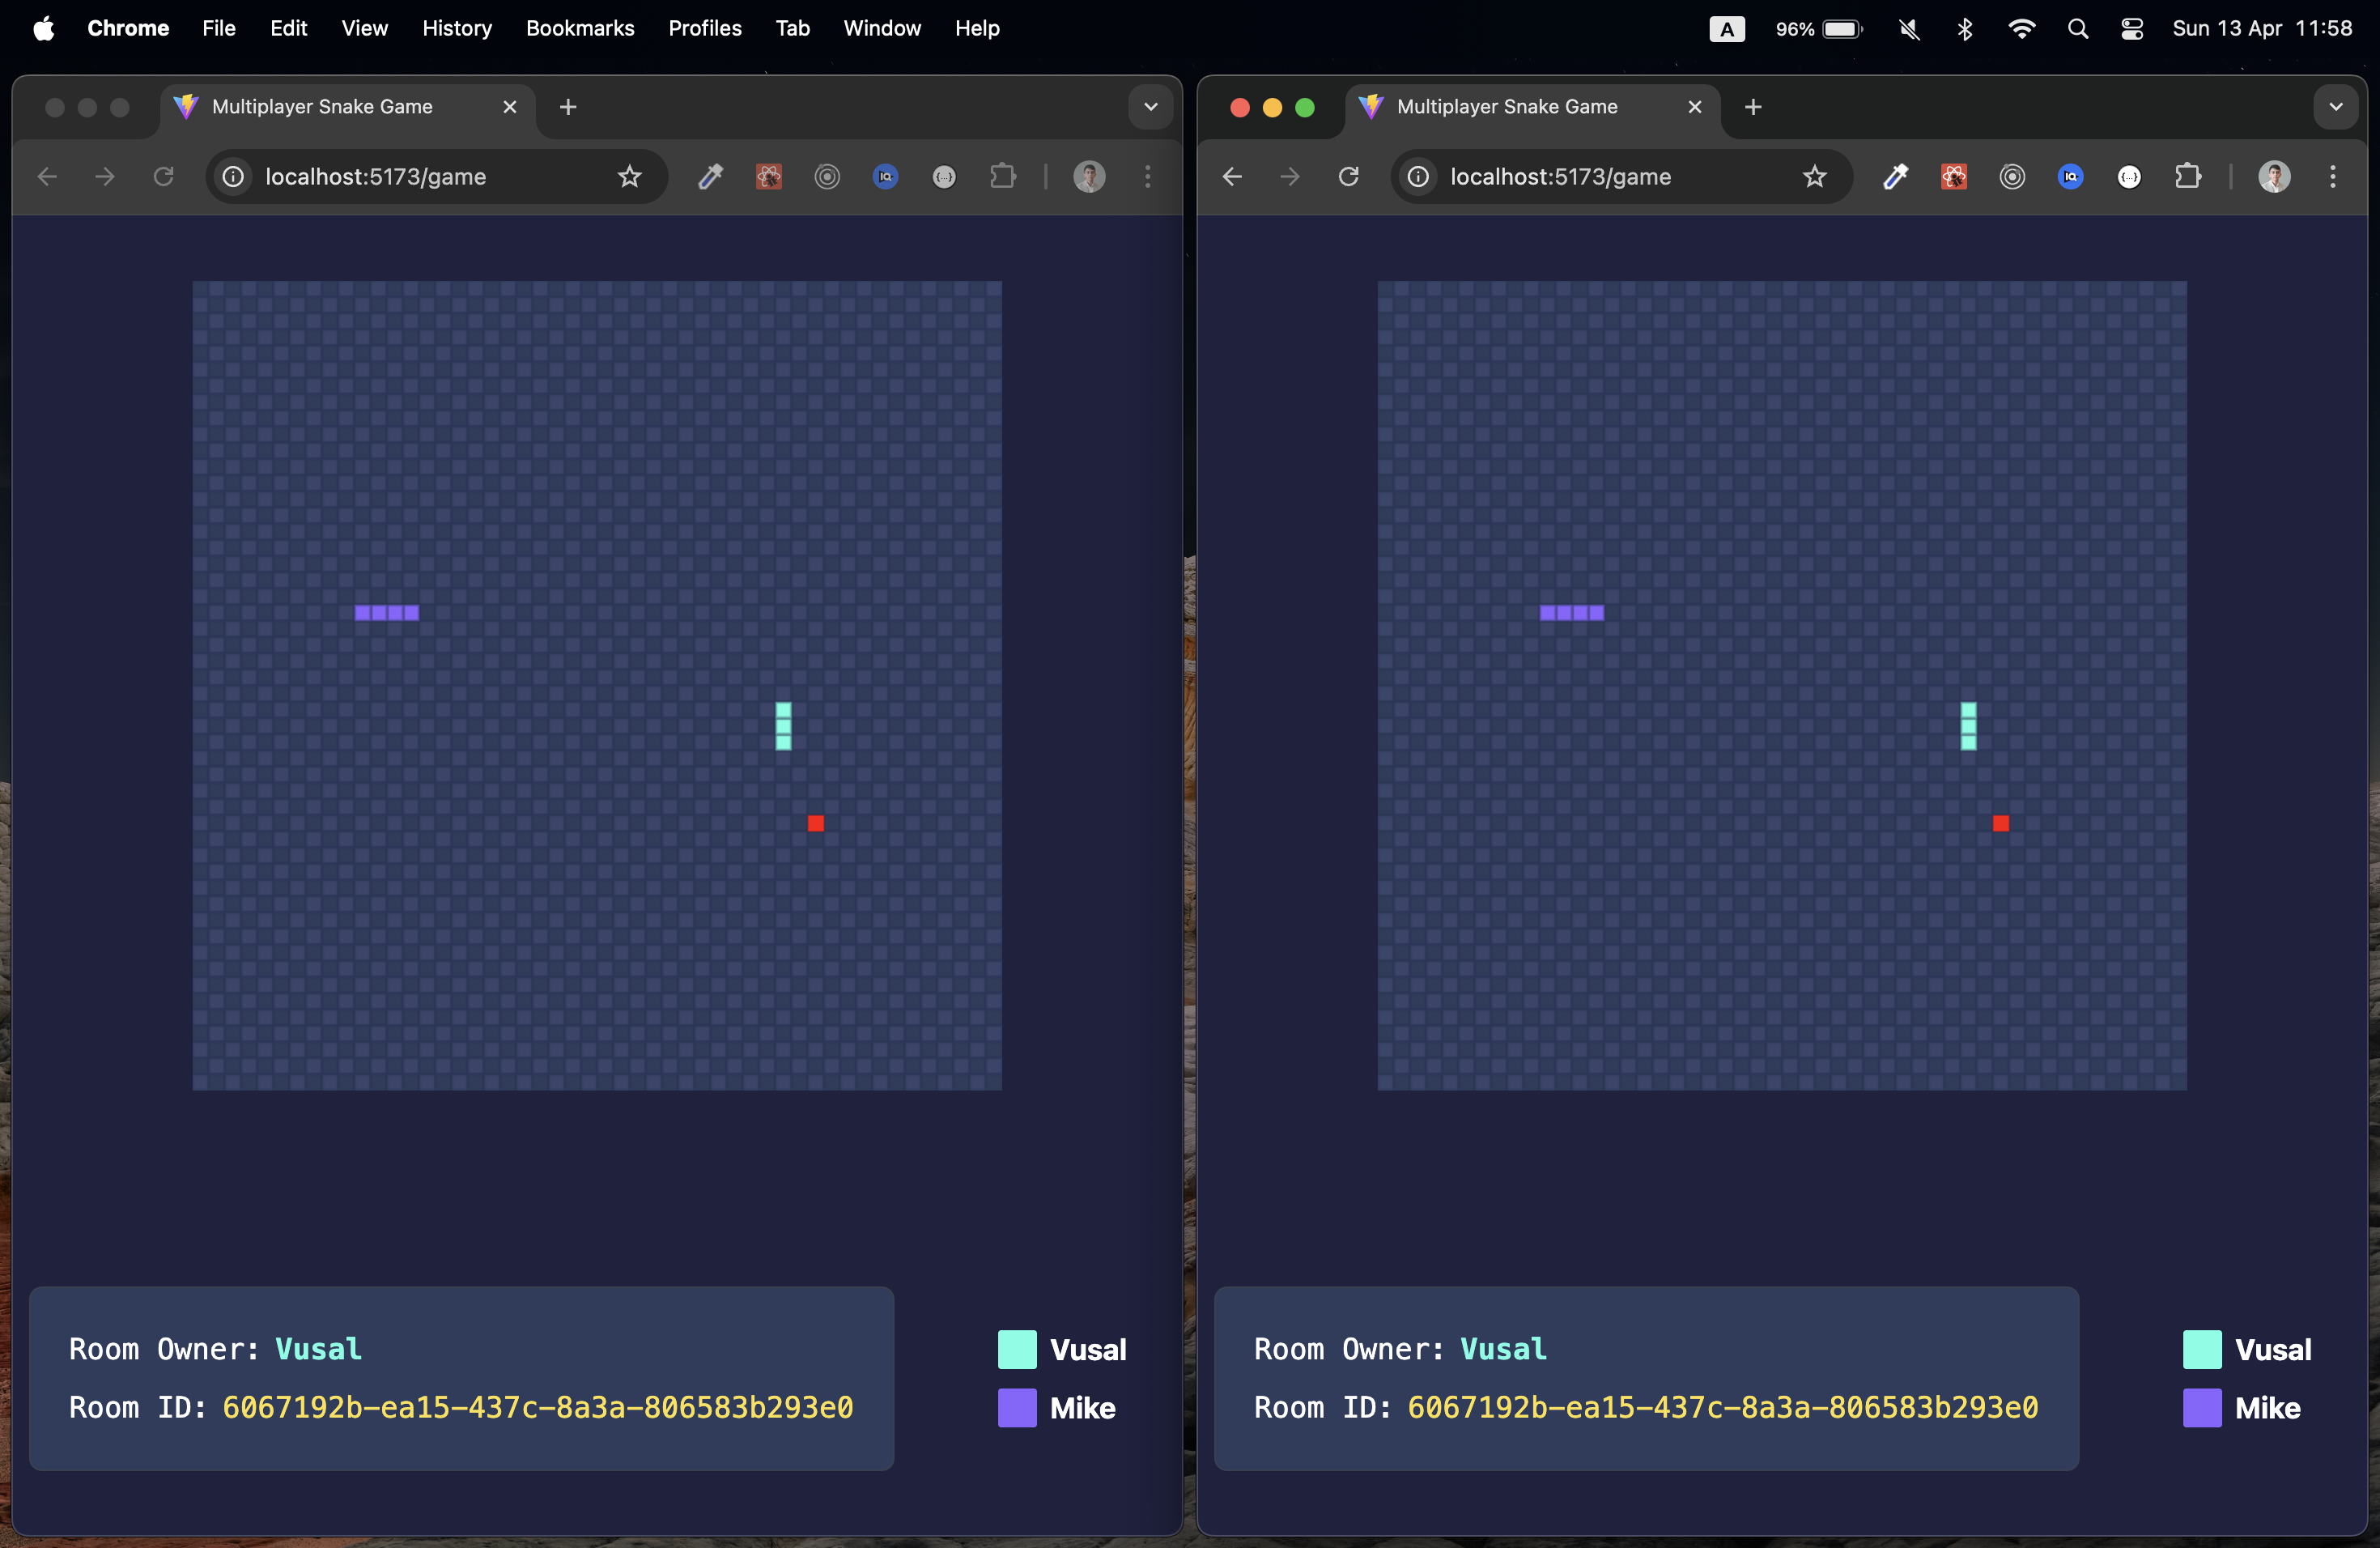 Chrome File Edit View History Bookmarks Profiles Tab Window Help A 96% Sun 13 Apr 11:58
Multiplayer Snake Game
localhost:5173/game
IQ
{...}
Room Owner: Vusal
Room ID: 6067192b-ea15-437c-8a3a-806583b293e0
Vusal
Mike
Multiplayer Snake Game
localhost:5173/game
IQ
{...}
Room Owner: Vusal
Room ID: 6067192b-ea15-437c-8a3a-806583b293e0
Vusal
Mike